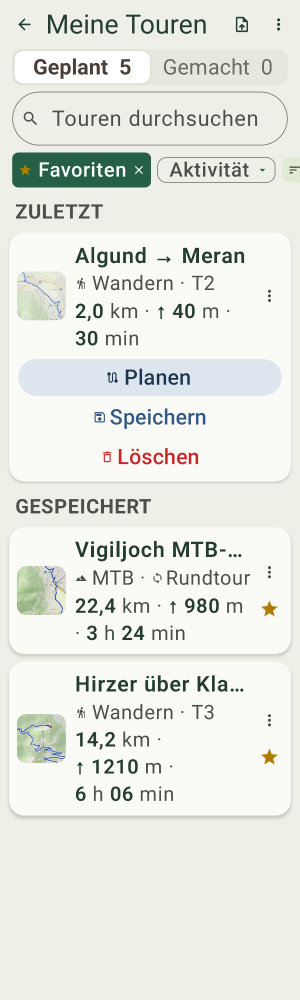 Meine Touren
Geplant 5 Gemacht 0
Touren durchsuchen
Favoriten × Aktivität
ZULETZT
Algund → Meran
Wandern · T2
2,0 km · ↑ 40 m ·
30 min
Planen
Speichern
Löschen
GESPEICHERT
Vigiljoch MTB-…
MTB · Rundtour
22,4 km · ↑ 980 m
· 3 h 24 min
Hirzer über Kla…
Wandern · T3
14,2 km ·
↑ 1210 m ·
6 h 06 min